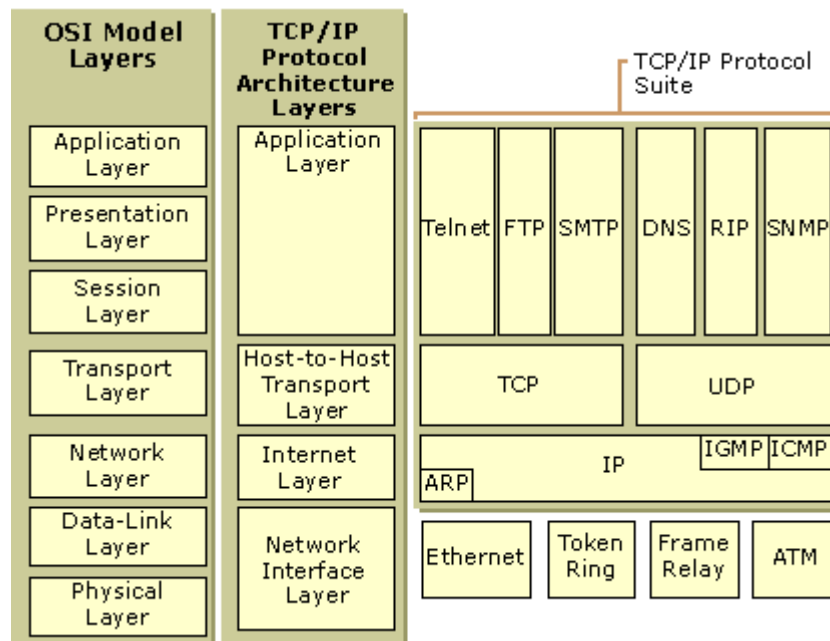 OSI Model
Layers
Application
Layer
Presentation
Layer
Session
Layer
Transport
Layer
Network
Layer
Data-Link
Layer
Physical
Layer
TCP/IP
Protocol
Architecture
Layers
Application
Layer
Host-to-Host
Transport
Layer
Internet
Layer
Network
Interface
Layer
TCP/IP Protocol
Suite
Telnet
FTP
SMTP
DNS
RIP
SNMP
TCP
UDP
IP
IGMP
ICMP
ARP
Ethernet
Token
Ring
Frame
Relay
ATM